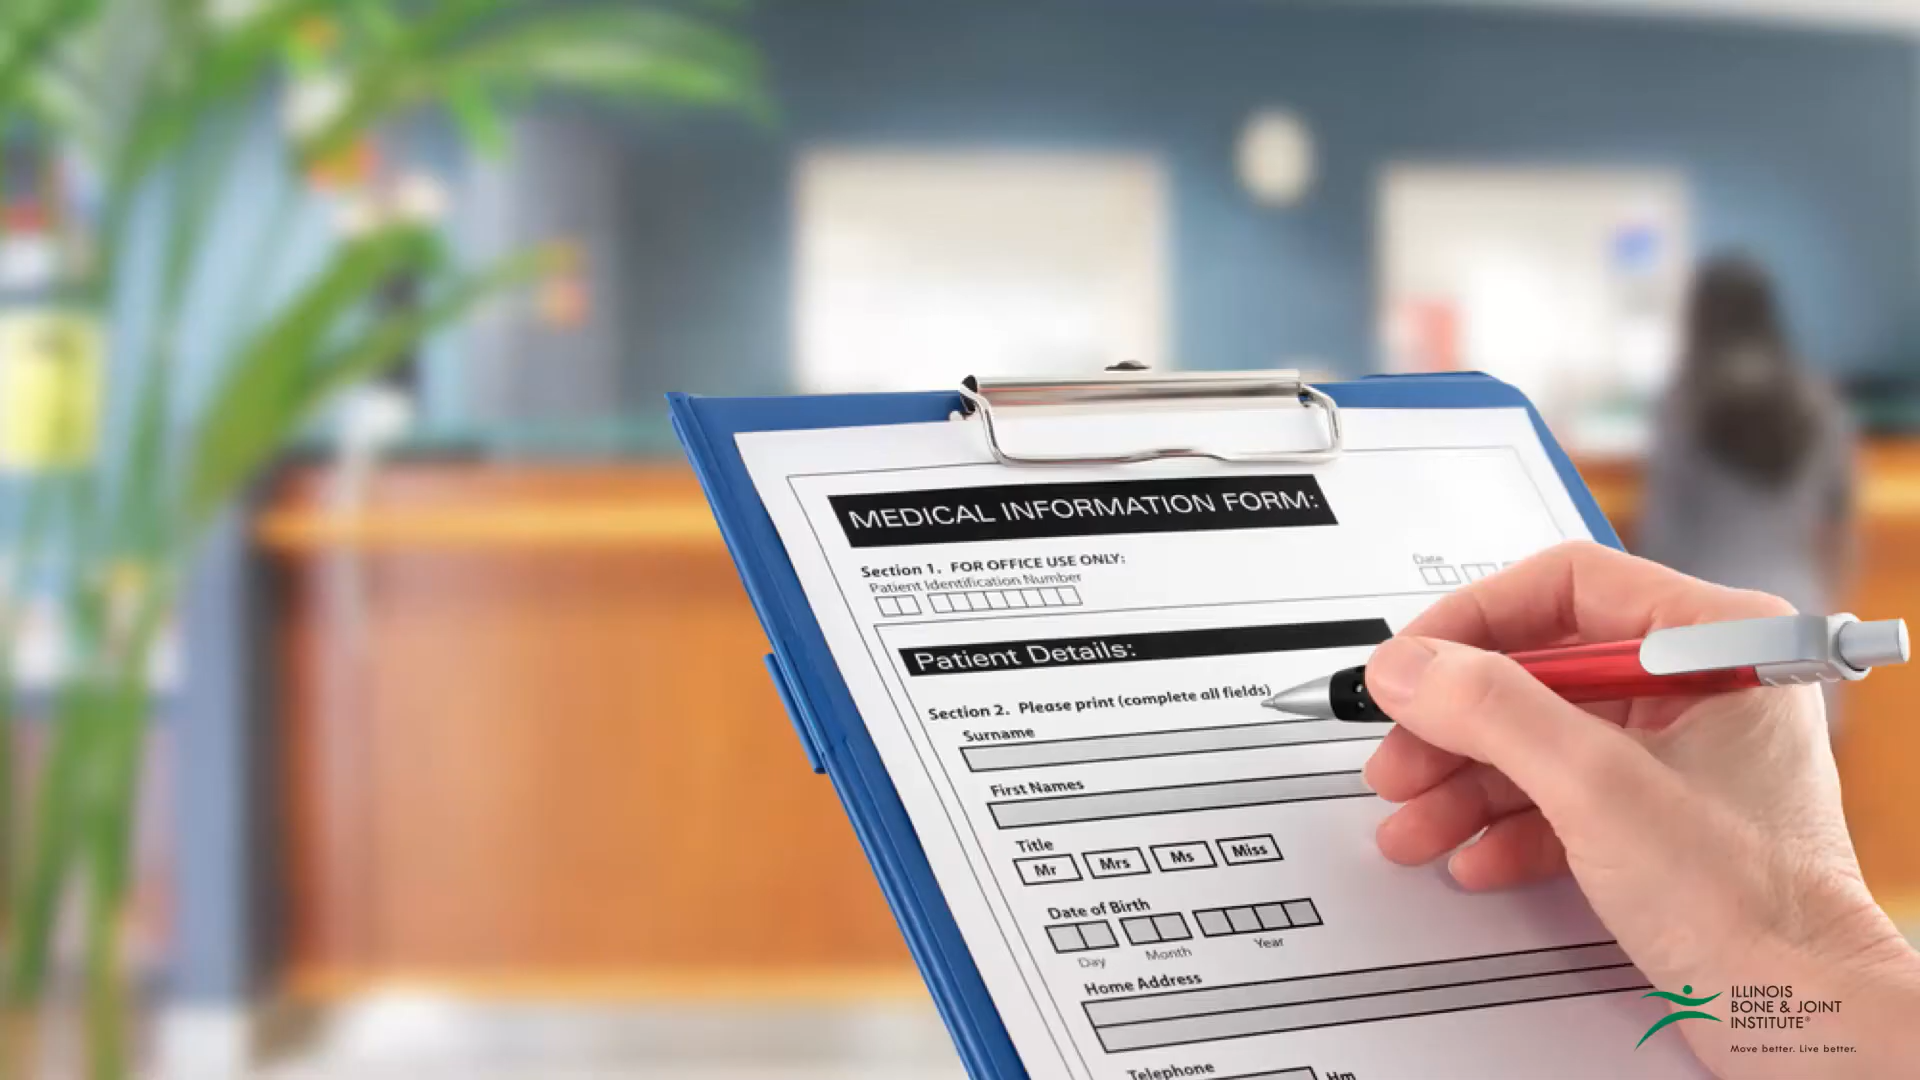 MEDICAL INFORMATION FORM:
Section 1. FOR OFFICE USE ONLY:
Patient Identification Number
Date
Patient Details:
Section 2. Please print (complete all fields)
Surname
First Names
Title
Mr Mrs Ms Miss
Date of Birth
Day Month Year
Home Address
Telephone
Hm
ILLINOIS
BONE & JOINT
INSTITUTE®
Move better. Live better.